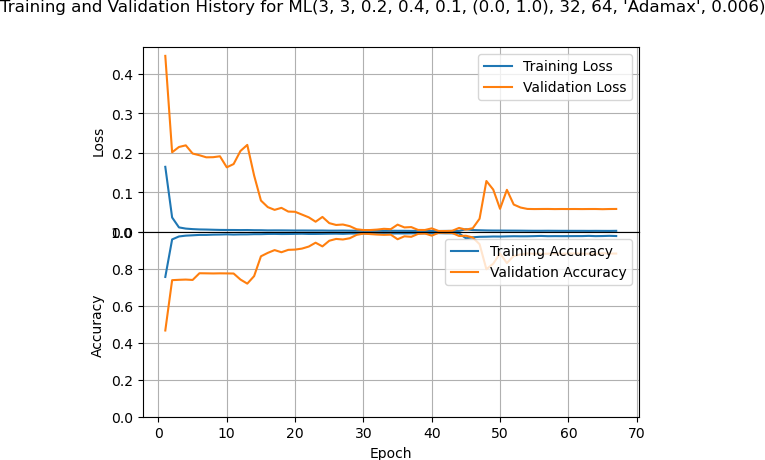 Training and Validation History for ML(3, 3, 0.2, 0.4, 0.1, (0.0, 1.0), 32, 64, 'Adamax', 0.006)
Training Loss
Validation Loss
Loss
0.4
0.3
0.2
0.1
1.0
Training Accuracy
Validation Accuracy
Accuracy
0.8
0.6
0.4
0.2
0.0
0 10 20 30 40 50 60 70
Epoch